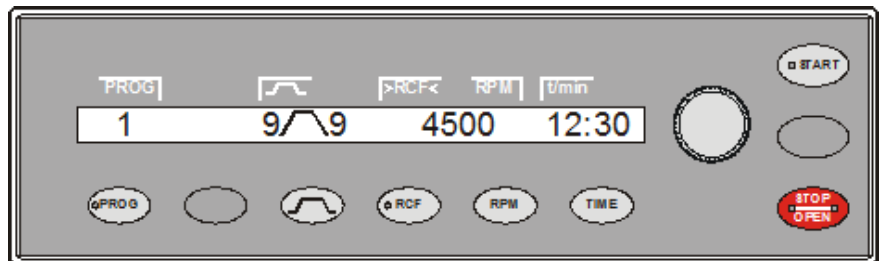 START
PROG >RCF< RPM t/min
1 9 9 4500 12:30
PROG RCF RPM TIME
STOP
OPEN